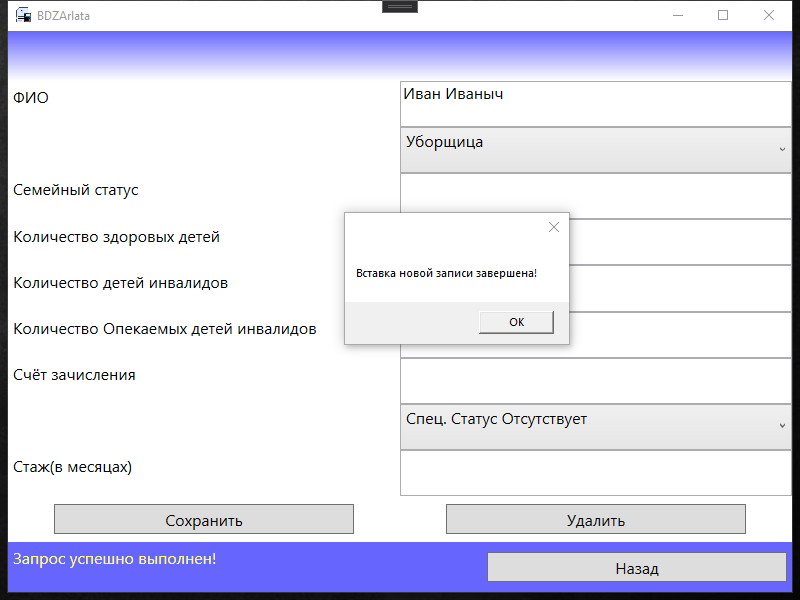 BDZArlata
ФИО
Иван Иваныч
Уборщица
Семейный статус
Количество здоровых детей
Количество детей инвалидов
Количество Опекаемых детей инвалидов
Счёт зачисления
Спец. Статус Отсутствует
Стаж(в месяцах)
Вставка новой записи завершена!
ОК
Сохранить
Удалить
Запрос успешно выполнен!
Назад